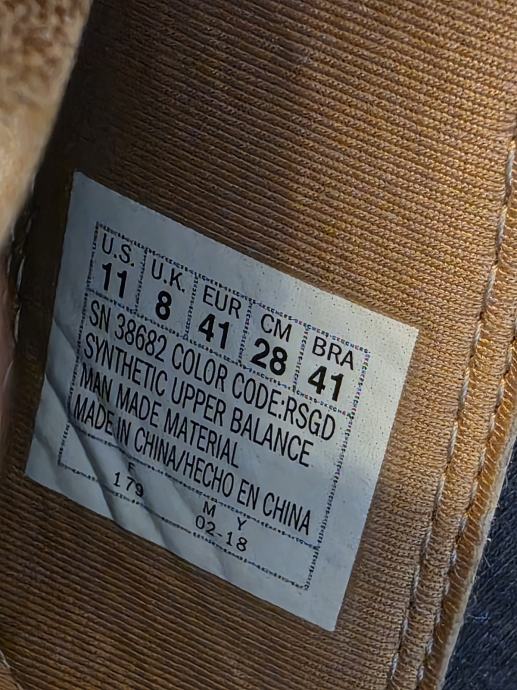 U.S. U.K. EUR CM BRA
11 8 41 28 41
SN 38682 COLOR CODE:RSGD
SYNTHETIC UPPER BALANCE
MAN MADE MATERIAL
MADE IN CHINA/HECHO EN CHINA
F M Y
179 02-18